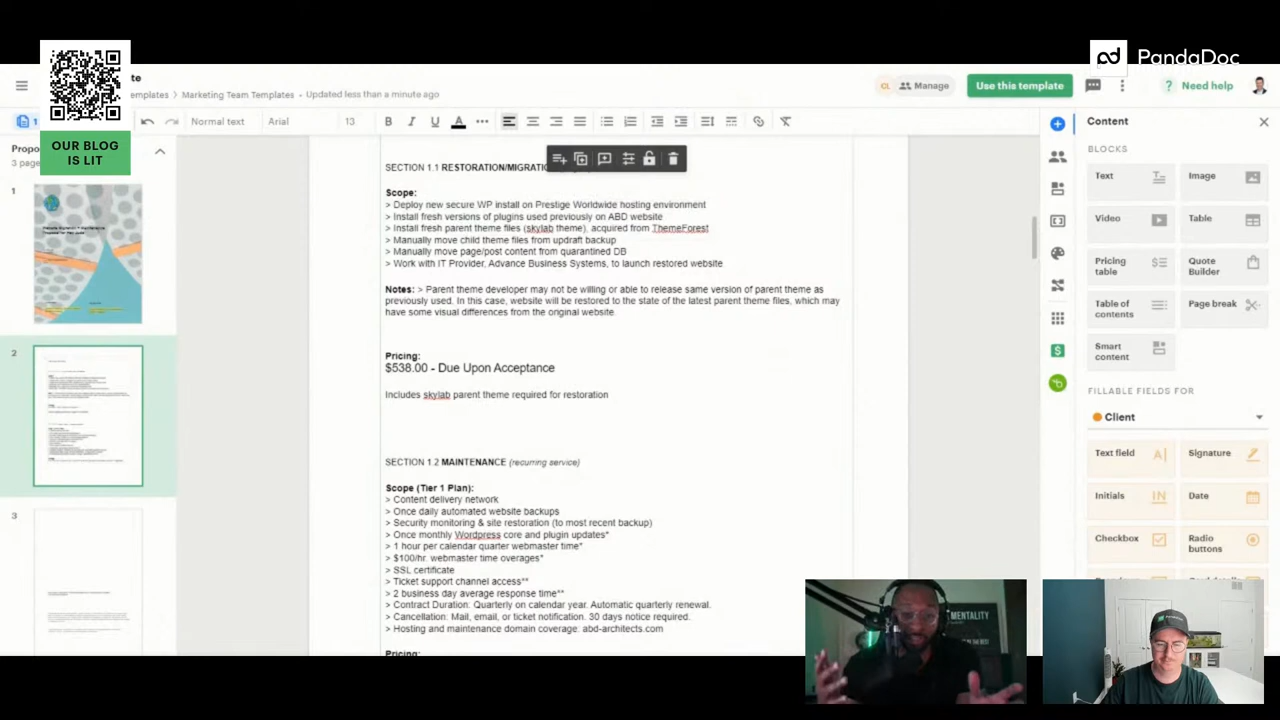 PandaDoc
te
emplates > Marketing Team Templates • Updated less than a minute ago
CL Manage
Use this template
Need help
OUR BLOG
IS LIT
1
Normal text
Arial
13
B I U A
Content
Propo
3 page
1
2
3
BLOCKS
Text
Image
Video
Table
Pricing
table
Quote
Builder
Table of
contents
Page break
Smart
content
FILLABLE FIELDS FOR
Client
Text field
Signature
Initials
Date
Checkbox
Radio
buttons
SECTION 1.1 RESTORATION/MIGRATIO
Scope:
> Deploy new secure WP install on Prestige Worldwide hosting environment
> Install fresh versions of plugins used previously on ABD website
> Install fresh parent theme files (skylab theme), acquired from ThemeForest
> Manually move child theme files from updraft backup
> Manually move page/post content from quarantined DB
> Work with IT Provider, Advance Business Systems, to launch restored website
Notes: > Parent theme developer may not be willing or able to release same version of parent theme as
previously used. In this case, website will be restored to the state of the latest parent theme files, which may
have some visual differences from the original website.
Pricing:
$538.00 - Due Upon Acceptance
Includes skylab parent theme required for restoration
SECTION 1.2 MAINTENANCE (recurring service)
Scope (Tier 1 Plan):
> Content delivery network
> Once daily automated website backups
> Security monitoring & site restoration (to most recent backup)
> Once monthly Wordpress core and plugin updates*
> 1 hour per calendar quarter webmaster time*
> $100/hr. webmaster time overages*
> SSL certificate
> Ticket support channel access**
> 2 business day average response time**
> Contract Duration: Quarterly on calendar year. Automatic quarterly renewal.
> Cancellation: Mail, email, or ticket notification. 30 days notice required.
> Hosting and maintenance domain coverage: abd-architects.com
Pricing:
MENTALITY